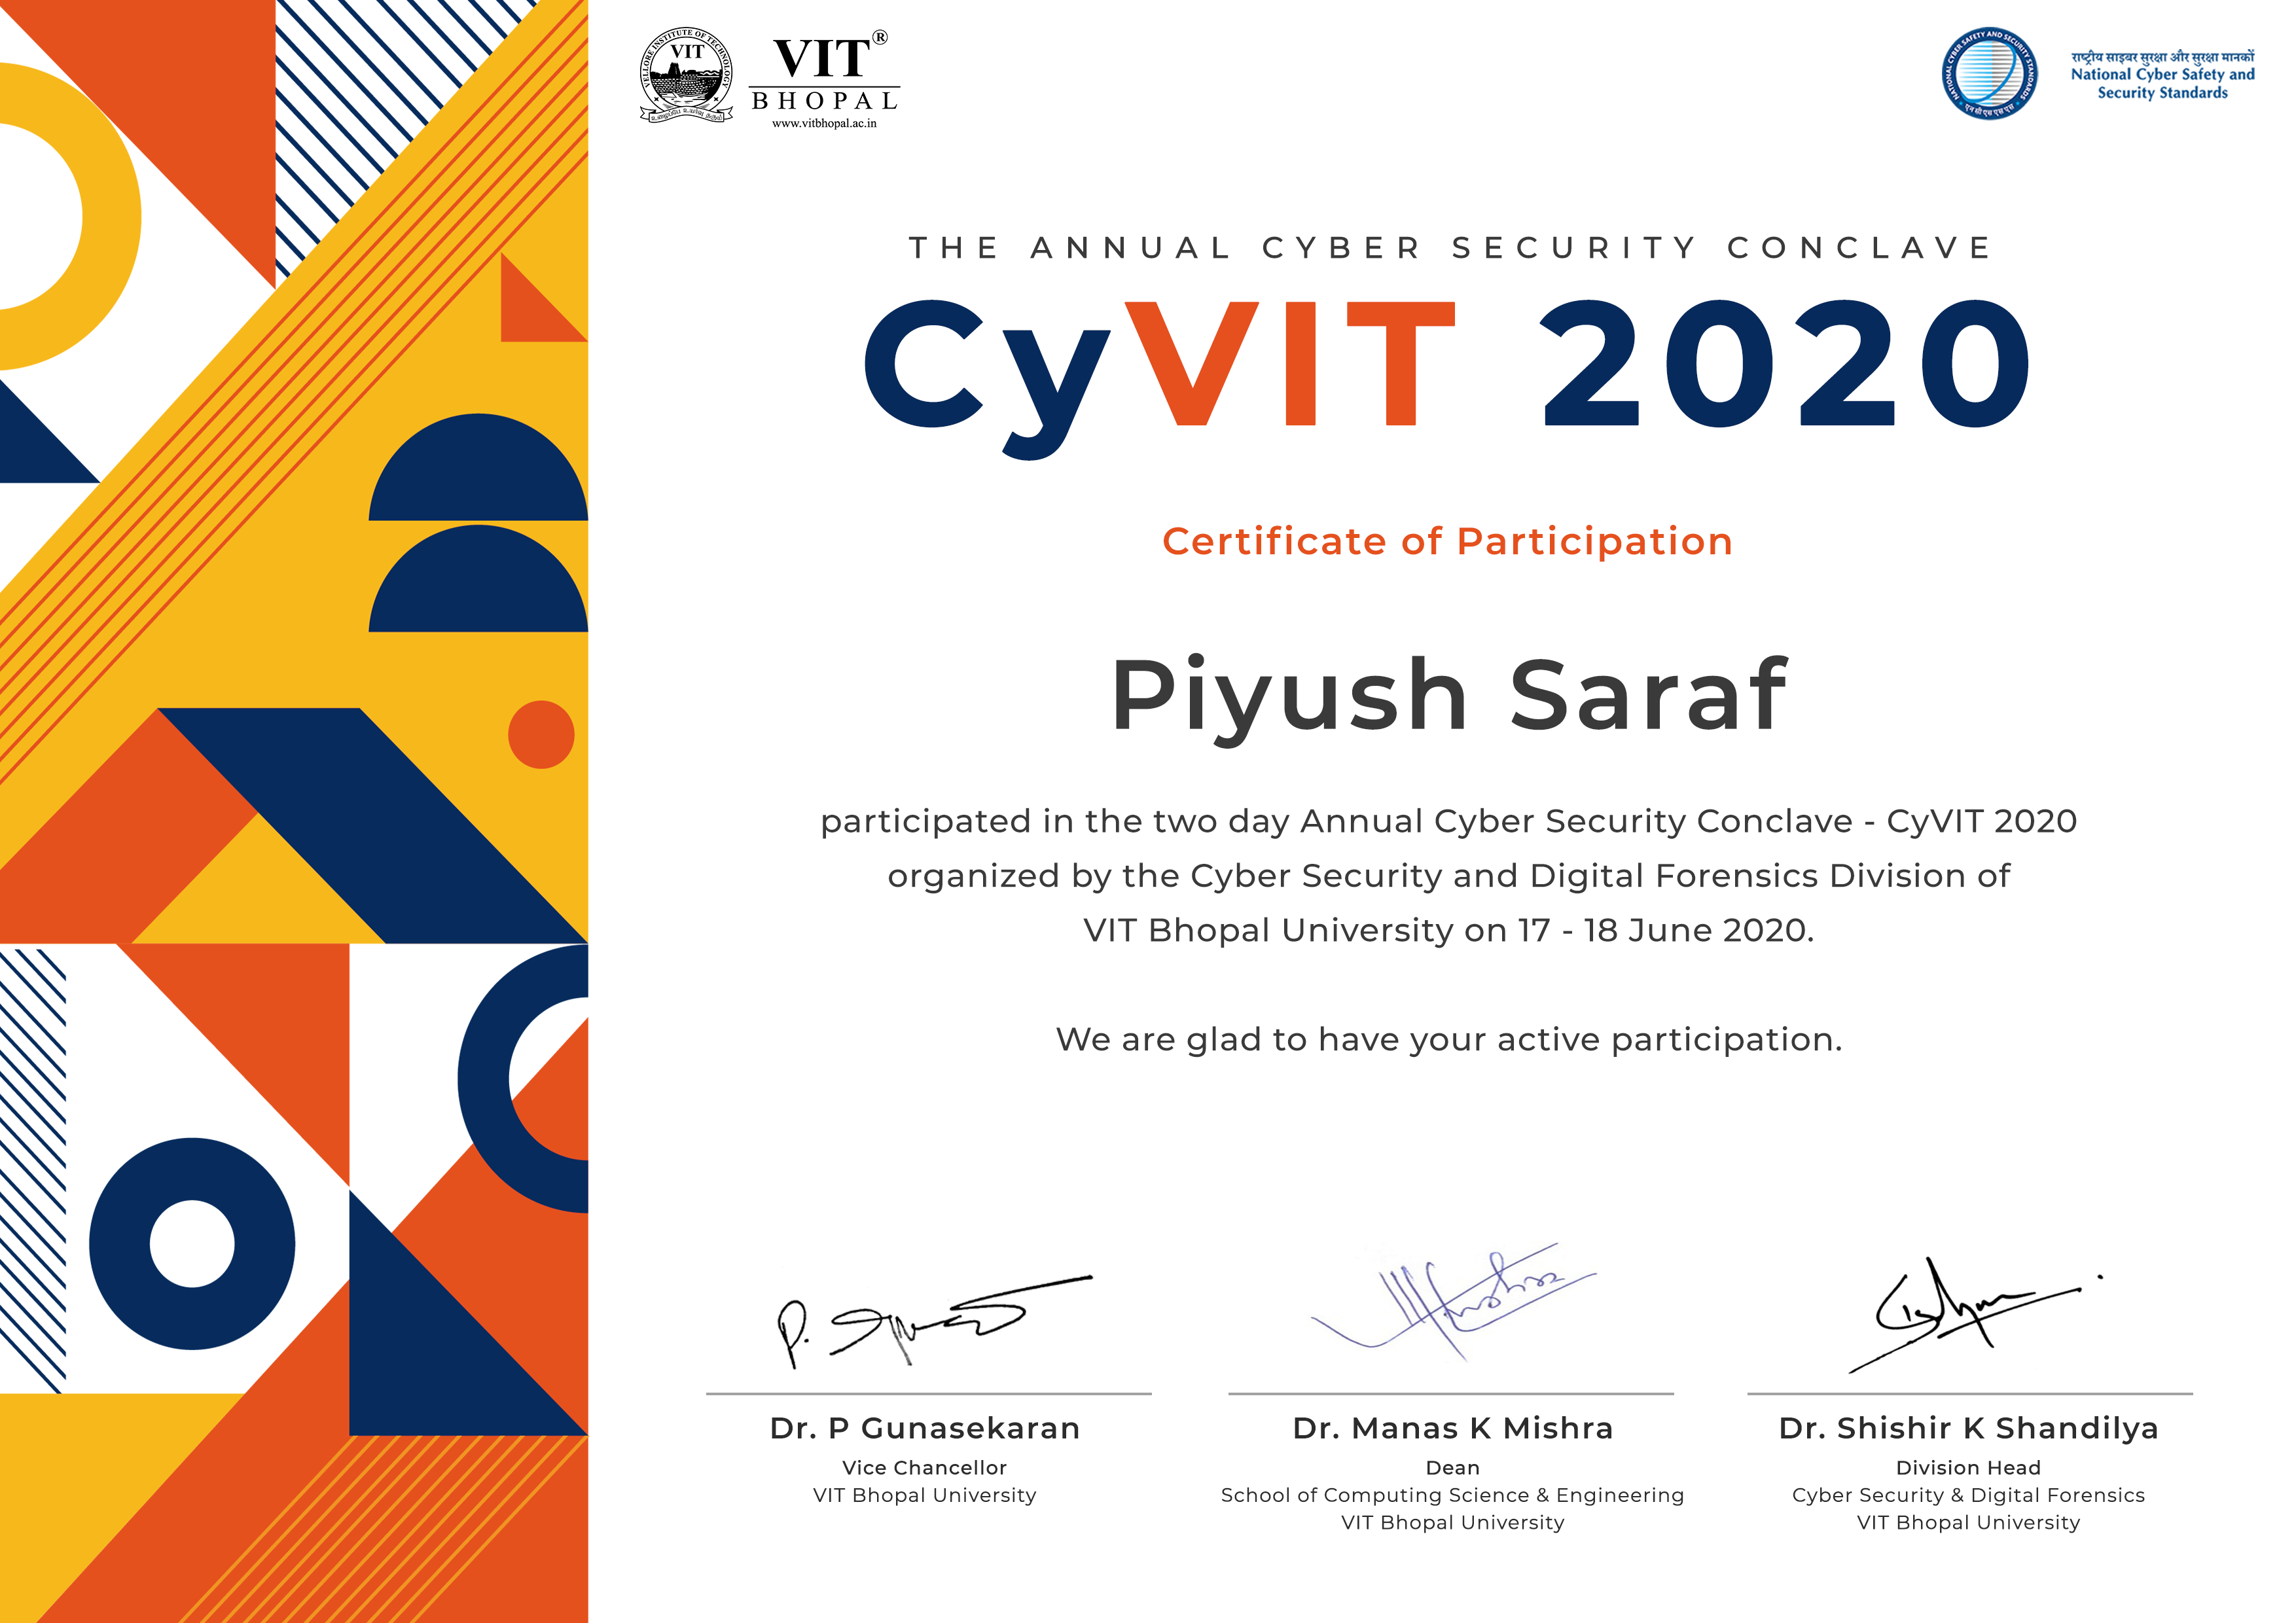 VELLORE INSTITUTE OF TECHNOLOGY
VIT
VIT®
BHOPAL
www.vitbhopal.ac.in
NATIONAL CYBER SAFETY AND SECURITY STANDARDS
राष्ट्रीय साइबर सुरक्षा और सुरक्षा मानकों
National Cyber Safety and
Security Standards
THE ANNUAL CYBER SECURITY CONCLAVE
CyVIT 2020
Certificate of Participation
Piyush Saraf
participated in the two day Annual Cyber Security Conclave - CyVIT 2020
organized by the Cyber Security and Digital Forensics Division of
VIT Bhopal University on 17 - 18 June 2020.
We are glad to have your active participation.
Dr. P Gunasekaran
Vice Chancellor
VIT Bhopal University
Dr. Manas K Mishra
Dean
School of Computing Science & Engineering
VIT Bhopal University
Dr. Shishir K Shandilya
Division Head
Cyber Security & Digital Forensics
VIT Bhopal University